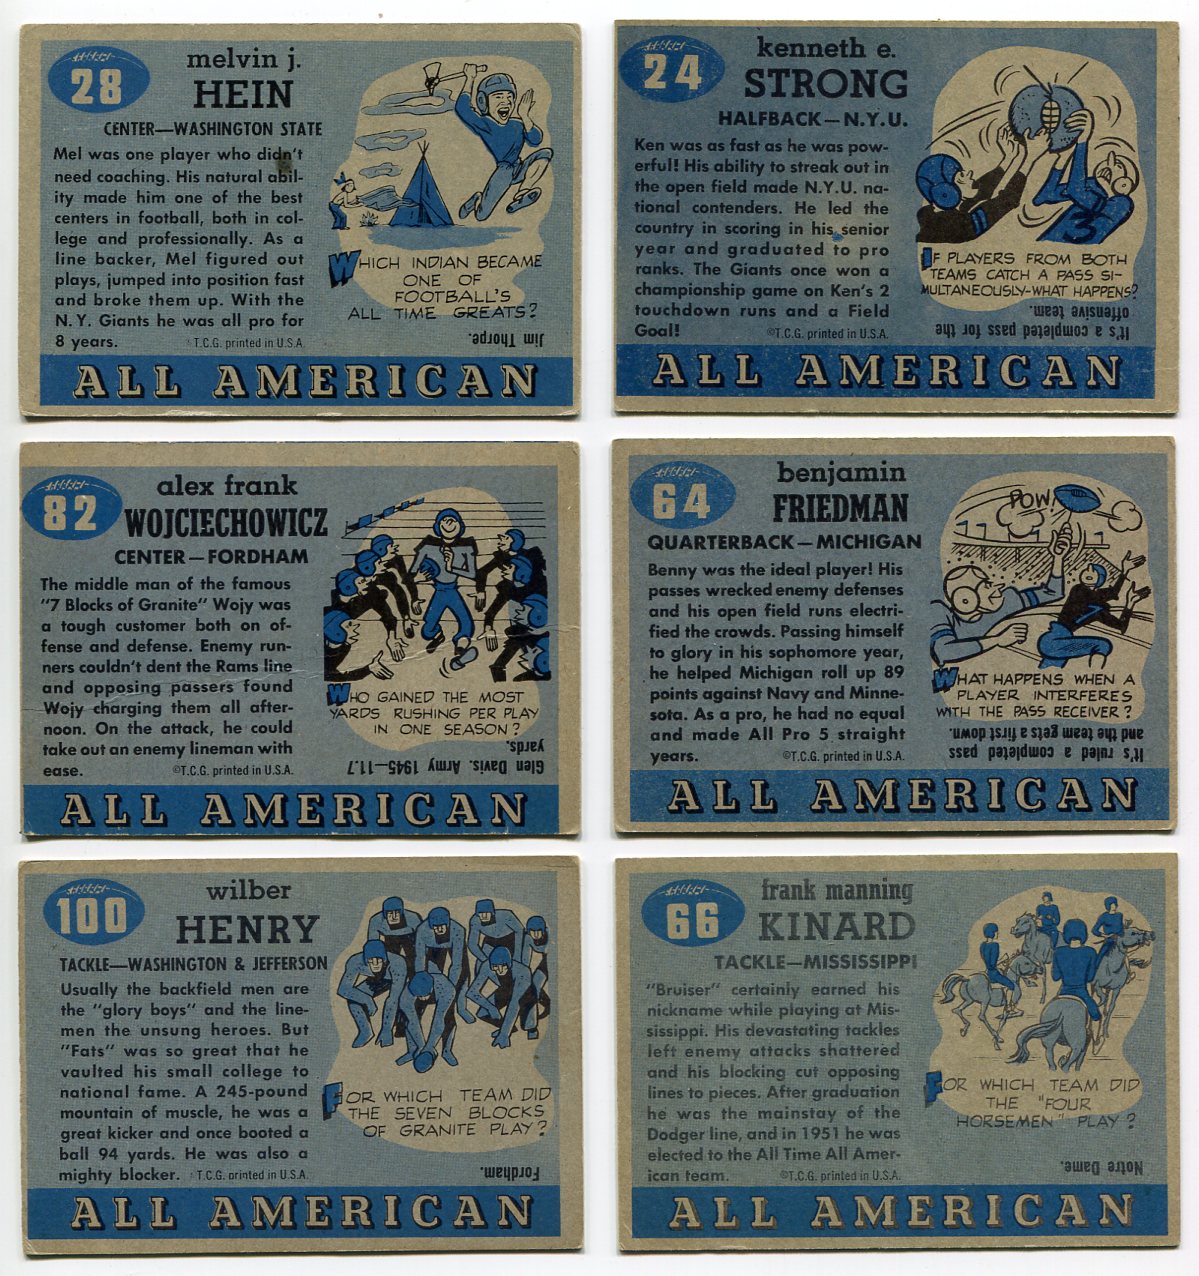 28
melvin j.
HEIN
CENTER—WASHINGTON STATE
Mel was one player who didn't
need coaching. His natural abil-
ity made him one of the best
centers in football, both in col-
lege and professionally. As a
line backer, Mel figured out
plays, jumped into position fast
and broke them up. With the
N.Y. Giants he was all pro for
8 years.
©T.C.G. printed in U.S.A.
WHICH INDIAN BECAME
ONE OF
FOOTBALL'S
ALL TIME GREATS?
Jim Thorpe.
ALL AMERICAN
24
kenneth e.
STRONG
HALFBACK—N.Y.U.
Ken was as fast as he was pow-
erful! His ability to streak out in
the open field made N.Y.U. na-
tional contenders. He led the
country in scoring in his senior
year and graduated to pro
ranks. The Giants once won a
championship game on Ken's 2
touchdown runs and a Field
Goal!
©T.C.G. printed in U.S.A.
3
IF PLAYERS FROM BOTH
TEAMS CATCH A PASS SI-
MULTANEOUSLY-WHAT HAPPENS?
It's a completed pass for the
offensive team.
ALL AMERICAN
82
alex frank
WOJCIECHOWICZ
CENTER—FORDHAM
The middle man of the famous
"7 Blocks of Granite" Wojy was
a tough customer both on of-
fense and defense. Enemy run-
ners couldn't dent the Rams line
and opposing passers found
Wojy charging them all after-
noon. On the attack, he could
take out an enemy lineman with
ease.
©T.C.G. printed in U.S.A.
1
WHO GAINED THE MOST
YARDS RUSHING PER PLAY
IN ONE SEASON?
Glen Davis. Army 1945—11.7
yards.
ALL AMERICAN
64
benjamin
FRIEDMAN
QUARTERBACK—MICHIGAN
Benny was the ideal player! His
passes wrecked enemy defenses
and his open field runs electri-
fied the crowds. Passing himself
to glory in his sophomore year,
he helped Michigan roll up 89
points against Navy and Minne-
sota. As a pro, he had no equal
and made All Pro 5 straight
years.
©T.C.G. printed in U.S.A.
POW!
1
WHAT HAPPENS WHEN A
PLAYER INTERFERES
WITH THE PASS RECEIVER?
It's ruled a completed pass
and the team gets a first down.
ALL AMERICAN
100
wilber
HENRY
TACKLE—WASHINGTON & JEFFERSON
Usually the backfield men are
the "glory boys" and the line-
men the unsung heroes. But
"Fats" was so great that he
vaulted his small college to
national fame. A 245-pound
mountain of muscle, he was a
great kicker and once booted a
ball 94 yards. He was also a
mighty blocker.
T.C.G. printed in U.S.A.
FOR WHICH TEAM DID
THE SEVEN BLOCKS
OF GRANITE PLAY?
Fordham.
ALL AMERICAN
66
frank manning
KINARD
TACKLE—MISSISSIPPI
"Bruiser" certainly earned his
nickname while playing at Mis-
sissippi. His devastating tackles
left enemy attacks shattered
and his blocking cut opposing
lines to pieces. After graduation
he was the mainstay of the
Dodger line, and in 1951 he was
elected to the All Time All Amer-
ican team.
©T.C.G. printed in U.S.A.
FOR WHICH TEAM DID
THE "FOUR
HORSEMEN" PLAY?
Notre Dame.
ALL AMERICAN